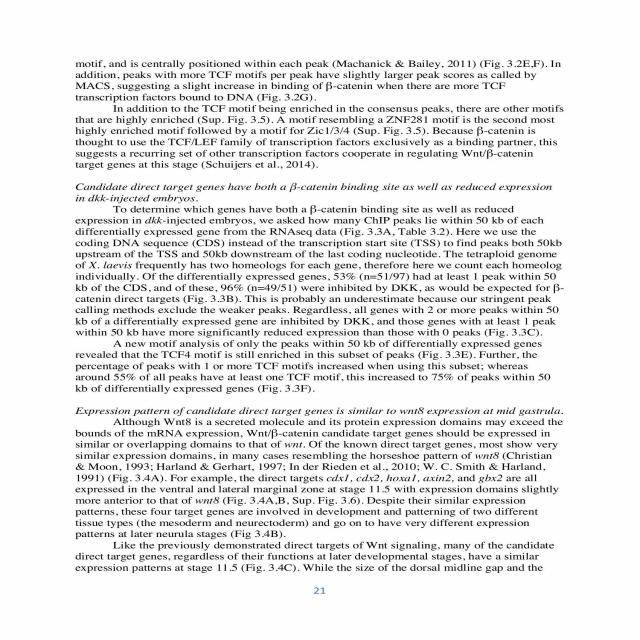 motif, and is centrally positioned within each peak (Machanick & Bailey, 2011) (Fig. 3.2E,F). In
addition, peaks with more TCF motifs per peak have slightly larger peak scores as called by
MACS, suggesting a slight increase in binding of β-catenin when there are more TCF
transcription factors bound to DNA (Fig. 3.2G).
In addition to the TCF motif being enriched in the consensus peaks, there are other motifs
that are highly enriched (Sup. Fig. 3.5). A motif resembling a ZNF281 motif is the second most
highly enriched motif followed by a motif for Zic1/3/4 (Sup. Fig. 3.5). Because β-catenin is
thought to use the TCF/LEF family of transcription factors exclusively as a binding partner, this
suggests a recurring set of other transcription factors cooperate in regulating Wnt/β-catenin
target genes at this stage (Schuijers et al., 2014).
Candidate direct target genes have both a β-catenin binding site as well as reduced expression
in dkk-injected embryos.
To determine which genes have both a β-catenin binding site as well as reduced
expression in dkk-injected embryos, we asked how many ChIP peaks lie within 50 kb of each
differentially expressed gene from the RNAseq data (Fig. 3.3A, Table 3.2). Here we use the
coding DNA sequence (CDS) instead of the transcription start site (TSS) to find peaks both 50kb
upstream of the TSS and 50kb downstream of the last coding nucleotide. The tetraploid genome
of X. laevis frequently has two homeologs for each gene, therefore here we count each homeolog
individually. Of the differentially expressed genes, 53% (n=51/97) had at least 1 peak within 50
kb of the CDS, and of these, 96% (n=49/51) were inhibited by DKK, as would be expected for β-
catenin direct targets (Fig. 3.3B). This is probably an underestimate because our stringent peak
calling methods exclude the weaker peaks. Regardless, all genes with 2 or more peaks within 50
kb of a differentially expressed gene are inhibited by DKK, and those genes with at least 1 peak
within 50 kb have more significantly reduced expression than those with 0 peaks (Fig. 3.3C).
A new motif analysis of only the peaks within 50 kb of differentially expressed genes
revealed that the TCF4 motif is still enriched in this subset of peaks (Fig. 3.3E). Further, the
percentage of peaks with 1 or more TCF motifs increased when using this subset; whereas
around 55% of all peaks have at least one TCF motif, this increased to 75% of peaks within 50
kb of differentially expressed genes (Fig. 3.3F).
Expression pattern of candidate direct target genes is similar to wnt8 expression at mid gastrula.
Although Wnt8 is a secreted molecule and its protein expression domains may exceed the
bounds of the mRNA expression, Wnt/β-catenin candidate target genes should be expressed in
similar or overlapping domains to that of wnt. Of the known direct target genes, most show very
similar expression domains, in many cases resembling the horseshoe pattern of wnt8 (Christian
& Moon, 1993; Harland & Gerhart, 1997; In der Rieden et al., 2010; W. C. Smith & Harland,
1991) (Fig. 3.4A). For example, the direct targets cdx1, cdx2, hoxa1, axin2, and gbx2 are all
expressed in the ventral and lateral marginal zone at stage 11.5 with expression domains slightly
more anterior to that of wnt8 (Fig. 3.4A,B, Sup. Fig. 3.6). Despite their similar expression
patterns, these four target genes are involved in development and patterning of two different
tissue types (the mesoderm and neurectoderm) and go on to have very different expression
patterns at later neurula stages (Fig 3.4B).
Like the previously demonstrated direct targets of Wnt signaling, many of the candidate
direct target genes, regardless of their functions at later developmental stages, have a similar
expression patterns at stage 11.5 (Fig. 3.4C). While the size of the dorsal midline gap and the
21